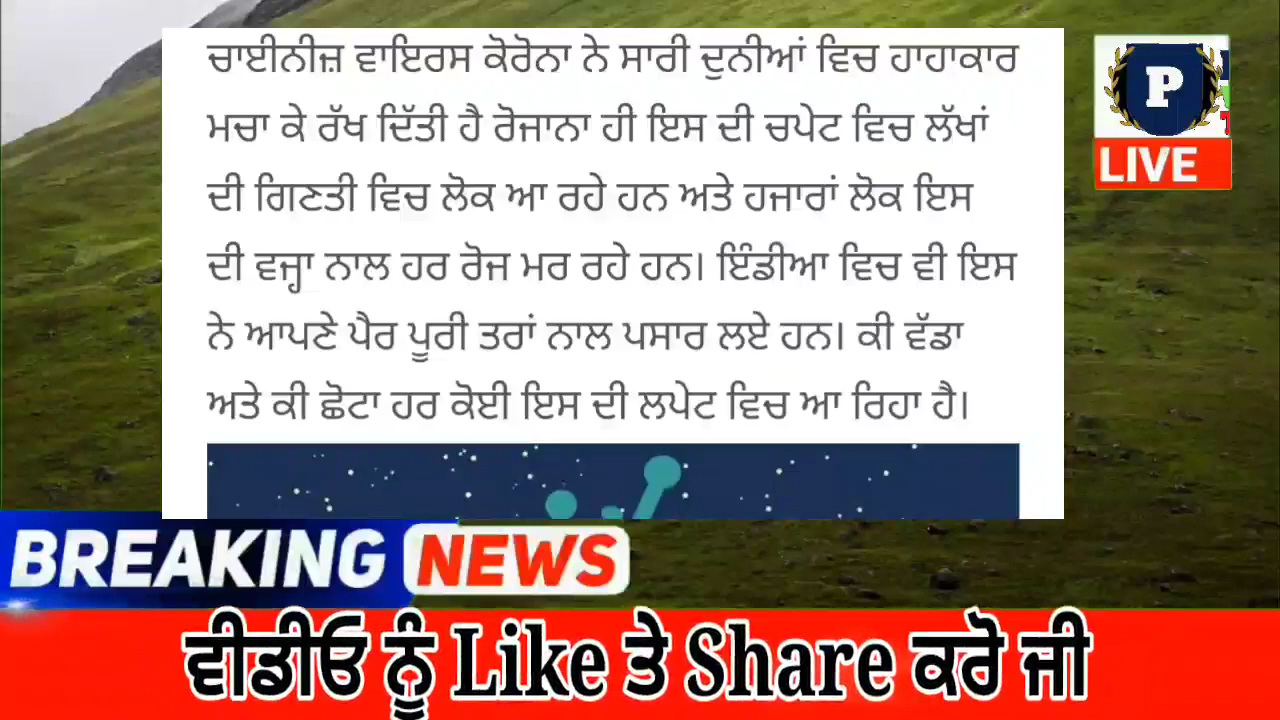 ਚਾਈਨੀਜ਼ ਵਾਇਰਸ ਕੋਰੋਨਾ ਨੇ ਸਾਰੀ ਦੁਨੀਆਂ ਵਿਚ ਹਾਹਾਕਾਰ
ਮਚਾ ਕੇ ਰੱਖ ਦਿੱਤੀ ਹੈ ਰੋਜਾਨਾ ਹੀ ਇਸ ਦੀ ਚਪੇਟ ਵਿਚ ਲੱਖਾਂ
ਦੀ ਗਿਣਤੀ ਵਿਚ ਲੋਕ ਆ ਰਹੇ ਹਨ ਅਤੇ ਹਜਾਰਾਂ ਲੋਕ ਇਸ
ਦੀ ਵਜ੍ਹਾ ਨਾਲ ਹਰ ਰੋਜ ਮਰ ਰਹੇ ਹਨ। ਇੰਡੀਆ ਵਿਚ ਵੀ ਇਸ
ਨੇ ਆਪਣੇ ਪੈਰ ਪੂਰੀ ਤਰਾਂ ਨਾਲ ਪਸਾਰ ਲਏ ਹਨ। ਕੀ ਵੱਡਾ
ਅਤੇ ਕੀ ਛੋਟਾ ਹਰ ਕੋਈ ਇਸ ਦੀ ਲਪੇਟ ਵਿਚ ਆ ਰਿਹਾ ਹੈ।
P
LIVE
BREAKING NEWS
ਵੀਡੀਓ ਨੂੰ Like ਤੇ Share ਕਰੋ ਜੀ